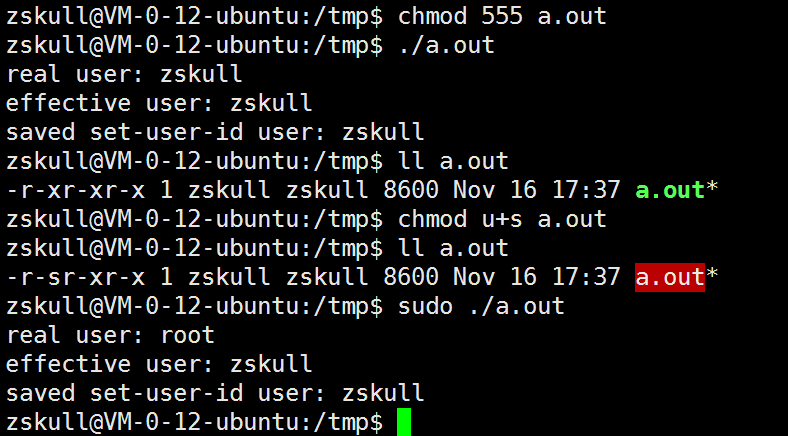 zskull@VM-0-12-ubuntu:/tmp$ chmod 555 a.out
zskull@VM-0-12-ubuntu:/tmp$ ./a.out
real user: zskull
effective user: zskull
saved set-user-id user: zskull
zskull@VM-0-12-ubuntu:/tmp$ ll a.out
-r-xr-xr-x 1 zskull zskull 8600 Nov 16 17:37 a.out*
zskull@VM-0-12-ubuntu:/tmp$ chmod u+s a.out
zskull@VM-0-12-ubuntu:/tmp$ ll a.out
-r-sr-xr-x 1 zskull zskull 8600 Nov 16 17:37 a.out*
zskull@VM-0-12-ubuntu:/tmp$ sudo ./a.out
real user: root
effective user: zskull
saved set-user-id user: zskull
zskull@VM-0-12-ubuntu:/tmp$